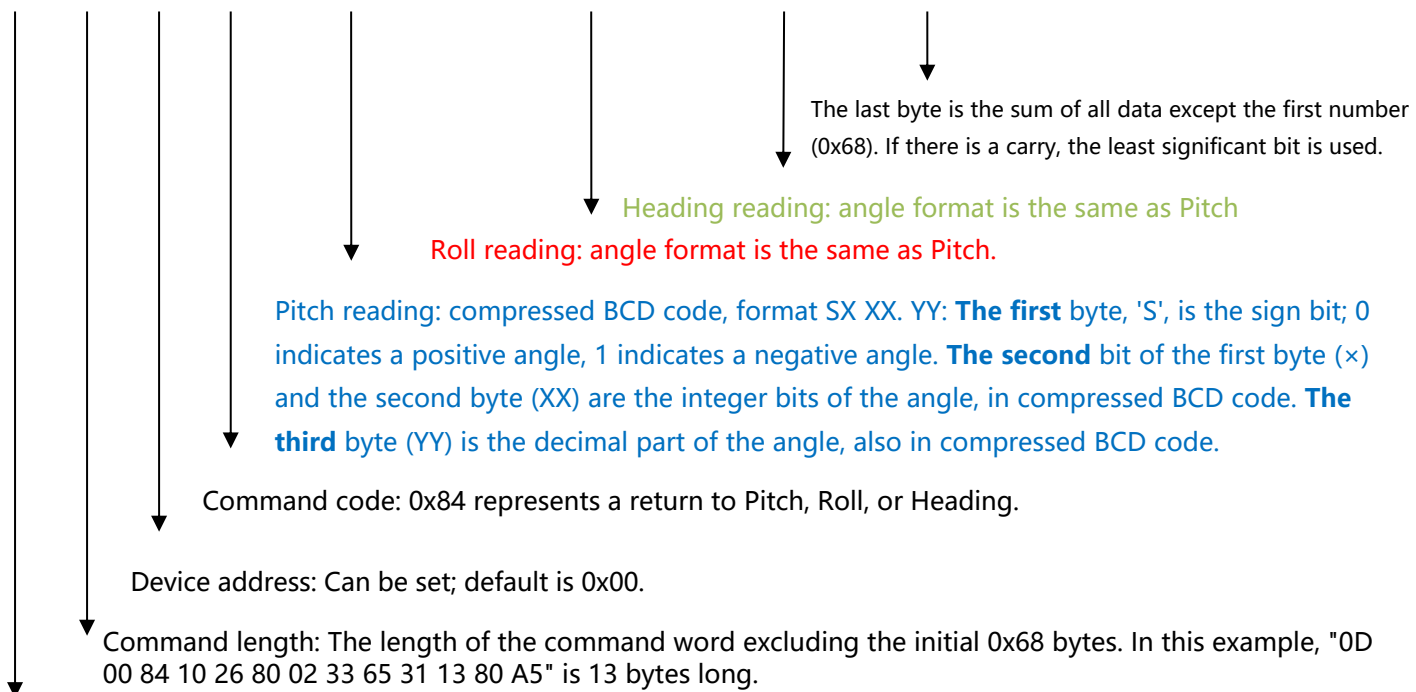 The last byte is the sum of all data except the first number
(0x68). If there is a carry, the least significant bit is used.
Heading reading: angle format is the same as Pitch
Roll reading: angle format is the same as Pitch.
Pitch reading: compressed BCD code, format SX XX. YY: The first byte, 'S', is the sign bit; 0
indicates a positive angle, 1 indicates a negative angle. The second bit of the first byte (×)
and the second byte (XX) are the integer bits of the angle, in compressed BCD code. The
third byte (YY) is the decimal part of the angle, also in compressed BCD code.
Command code: 0x84 represents a return to Pitch, Roll, or Heading.
Device address: Can be set; default is 0x00.
Command length: The length of the command word excluding the initial 0x68 bytes. In this example, "0D
00 84 10 26 80 02 33 65 31 13 80 A5" is 13 bytes long.